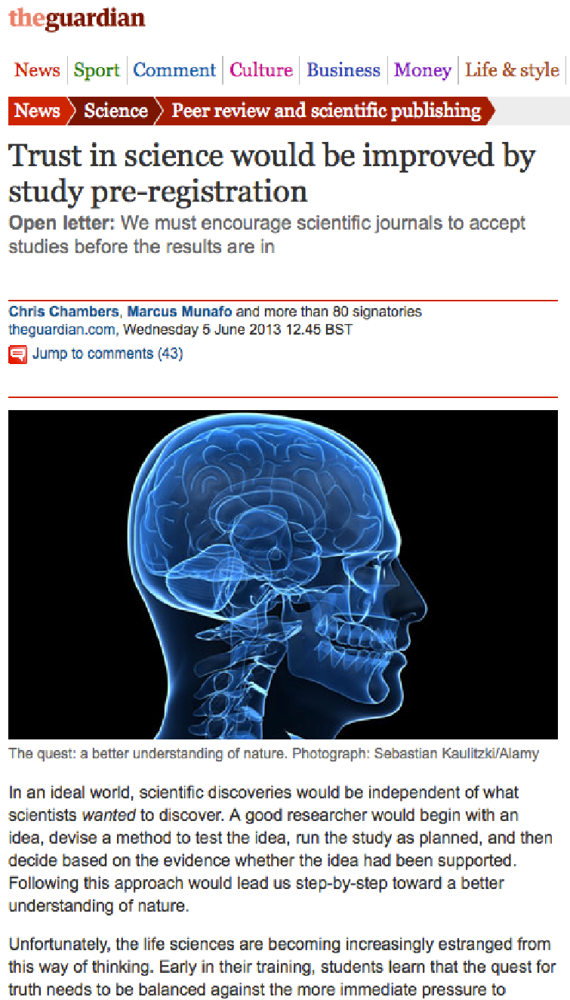 theguardian
News Sport Comment Culture Business Money Life & style
News Science Peer review and scientific publishing
Trust in science would be improved by
study pre-registration
Open letter: We must encourage scientific journals to accept
studies before the results are in
Chris Chambers, Marcus Munafo and more than 80 signatories
theguardian.com, Wednesday 5 June 2013 12.45 BST
Jump to comments (43)
The quest: a better understanding of nature. Photograph: Sebastian Kaulitzki/Alamy
In an ideal world, scientific discoveries would be independent of what
scientists wanted to discover. A good researcher would begin with an
idea, devise a method to test the idea, run the study as planned, and then
decide based on the evidence whether the idea had been supported.
Following this approach would lead us step-by-step toward a better
understanding of nature.
Unfortunately, the life sciences are becoming increasingly estranged from
this way of thinking. Early in their training, students learn that the quest for
truth needs to be balanced against the more immediate pressure to